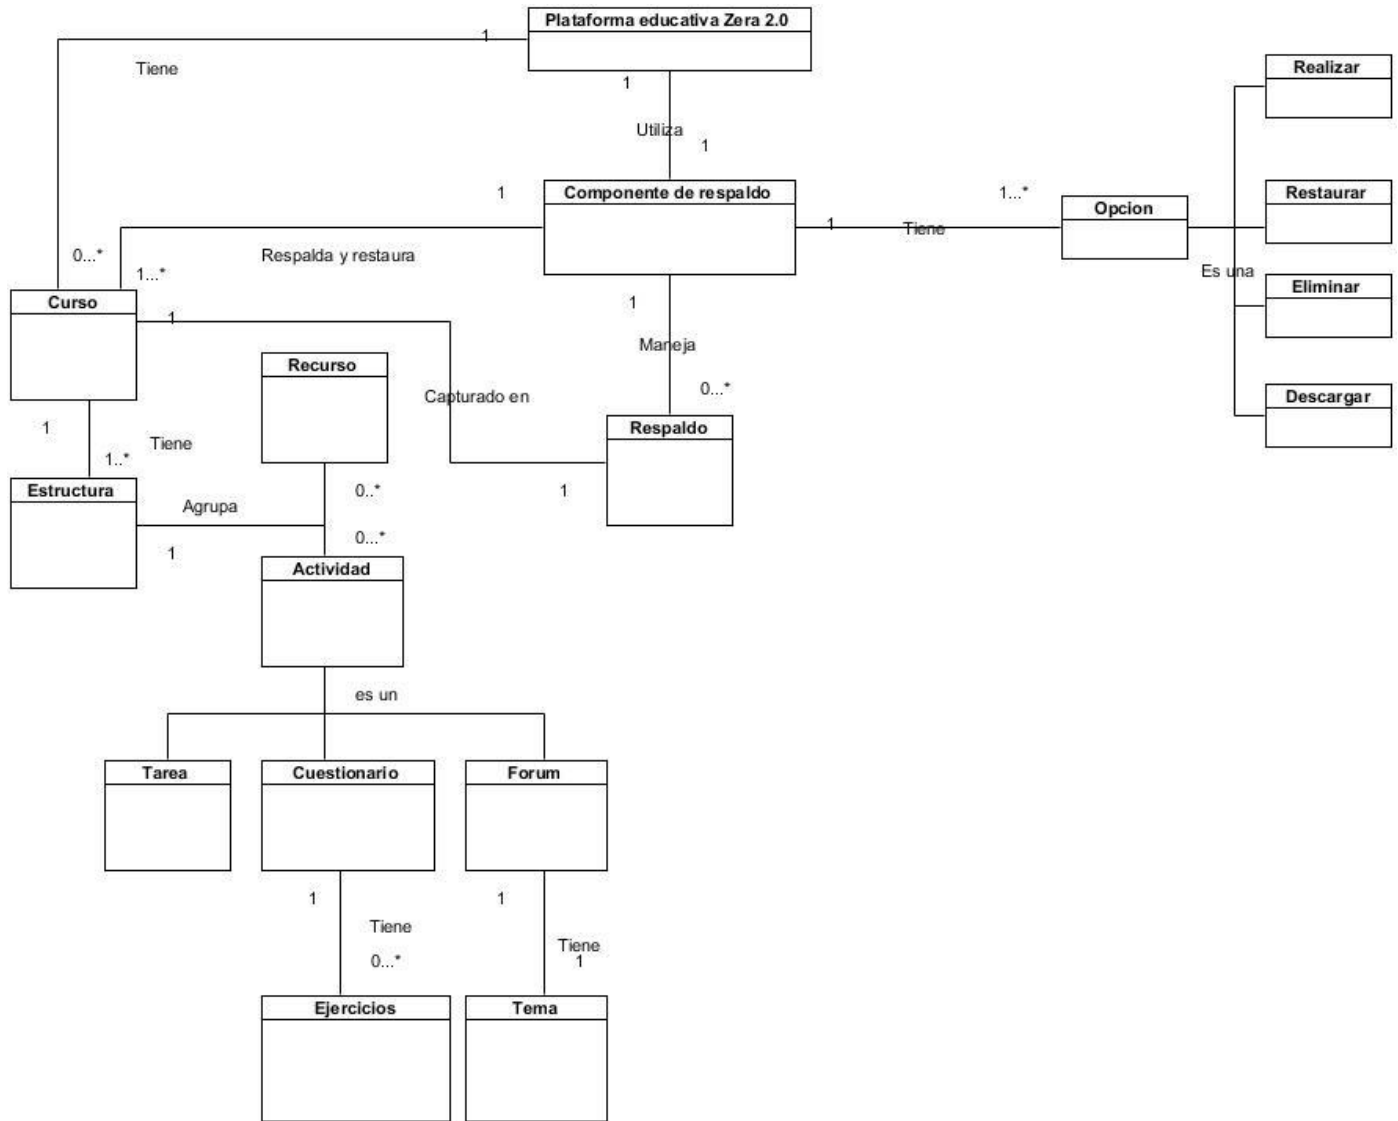 Plataforma educativa Zera 2.0
1
Tiene
1
Utiliza
1
Realizar
Componente de respaldo
1
1...*
Opcion
Restaurar
1
Tiene
0...*
1...*
Respalda y restaura
Es una
Eliminar
Curso
1
1
Maneja
Recurso
Capturado en
0...*
Descargar
1
Tiene
1..*
Respaldo
Estructura
0..*
1
Agrupa
1
0...*
Actividad
es un
Tarea
Cuestionario
Forum
1
1
Tiene
Tiene
0...*
1
Ejercicios
Tema